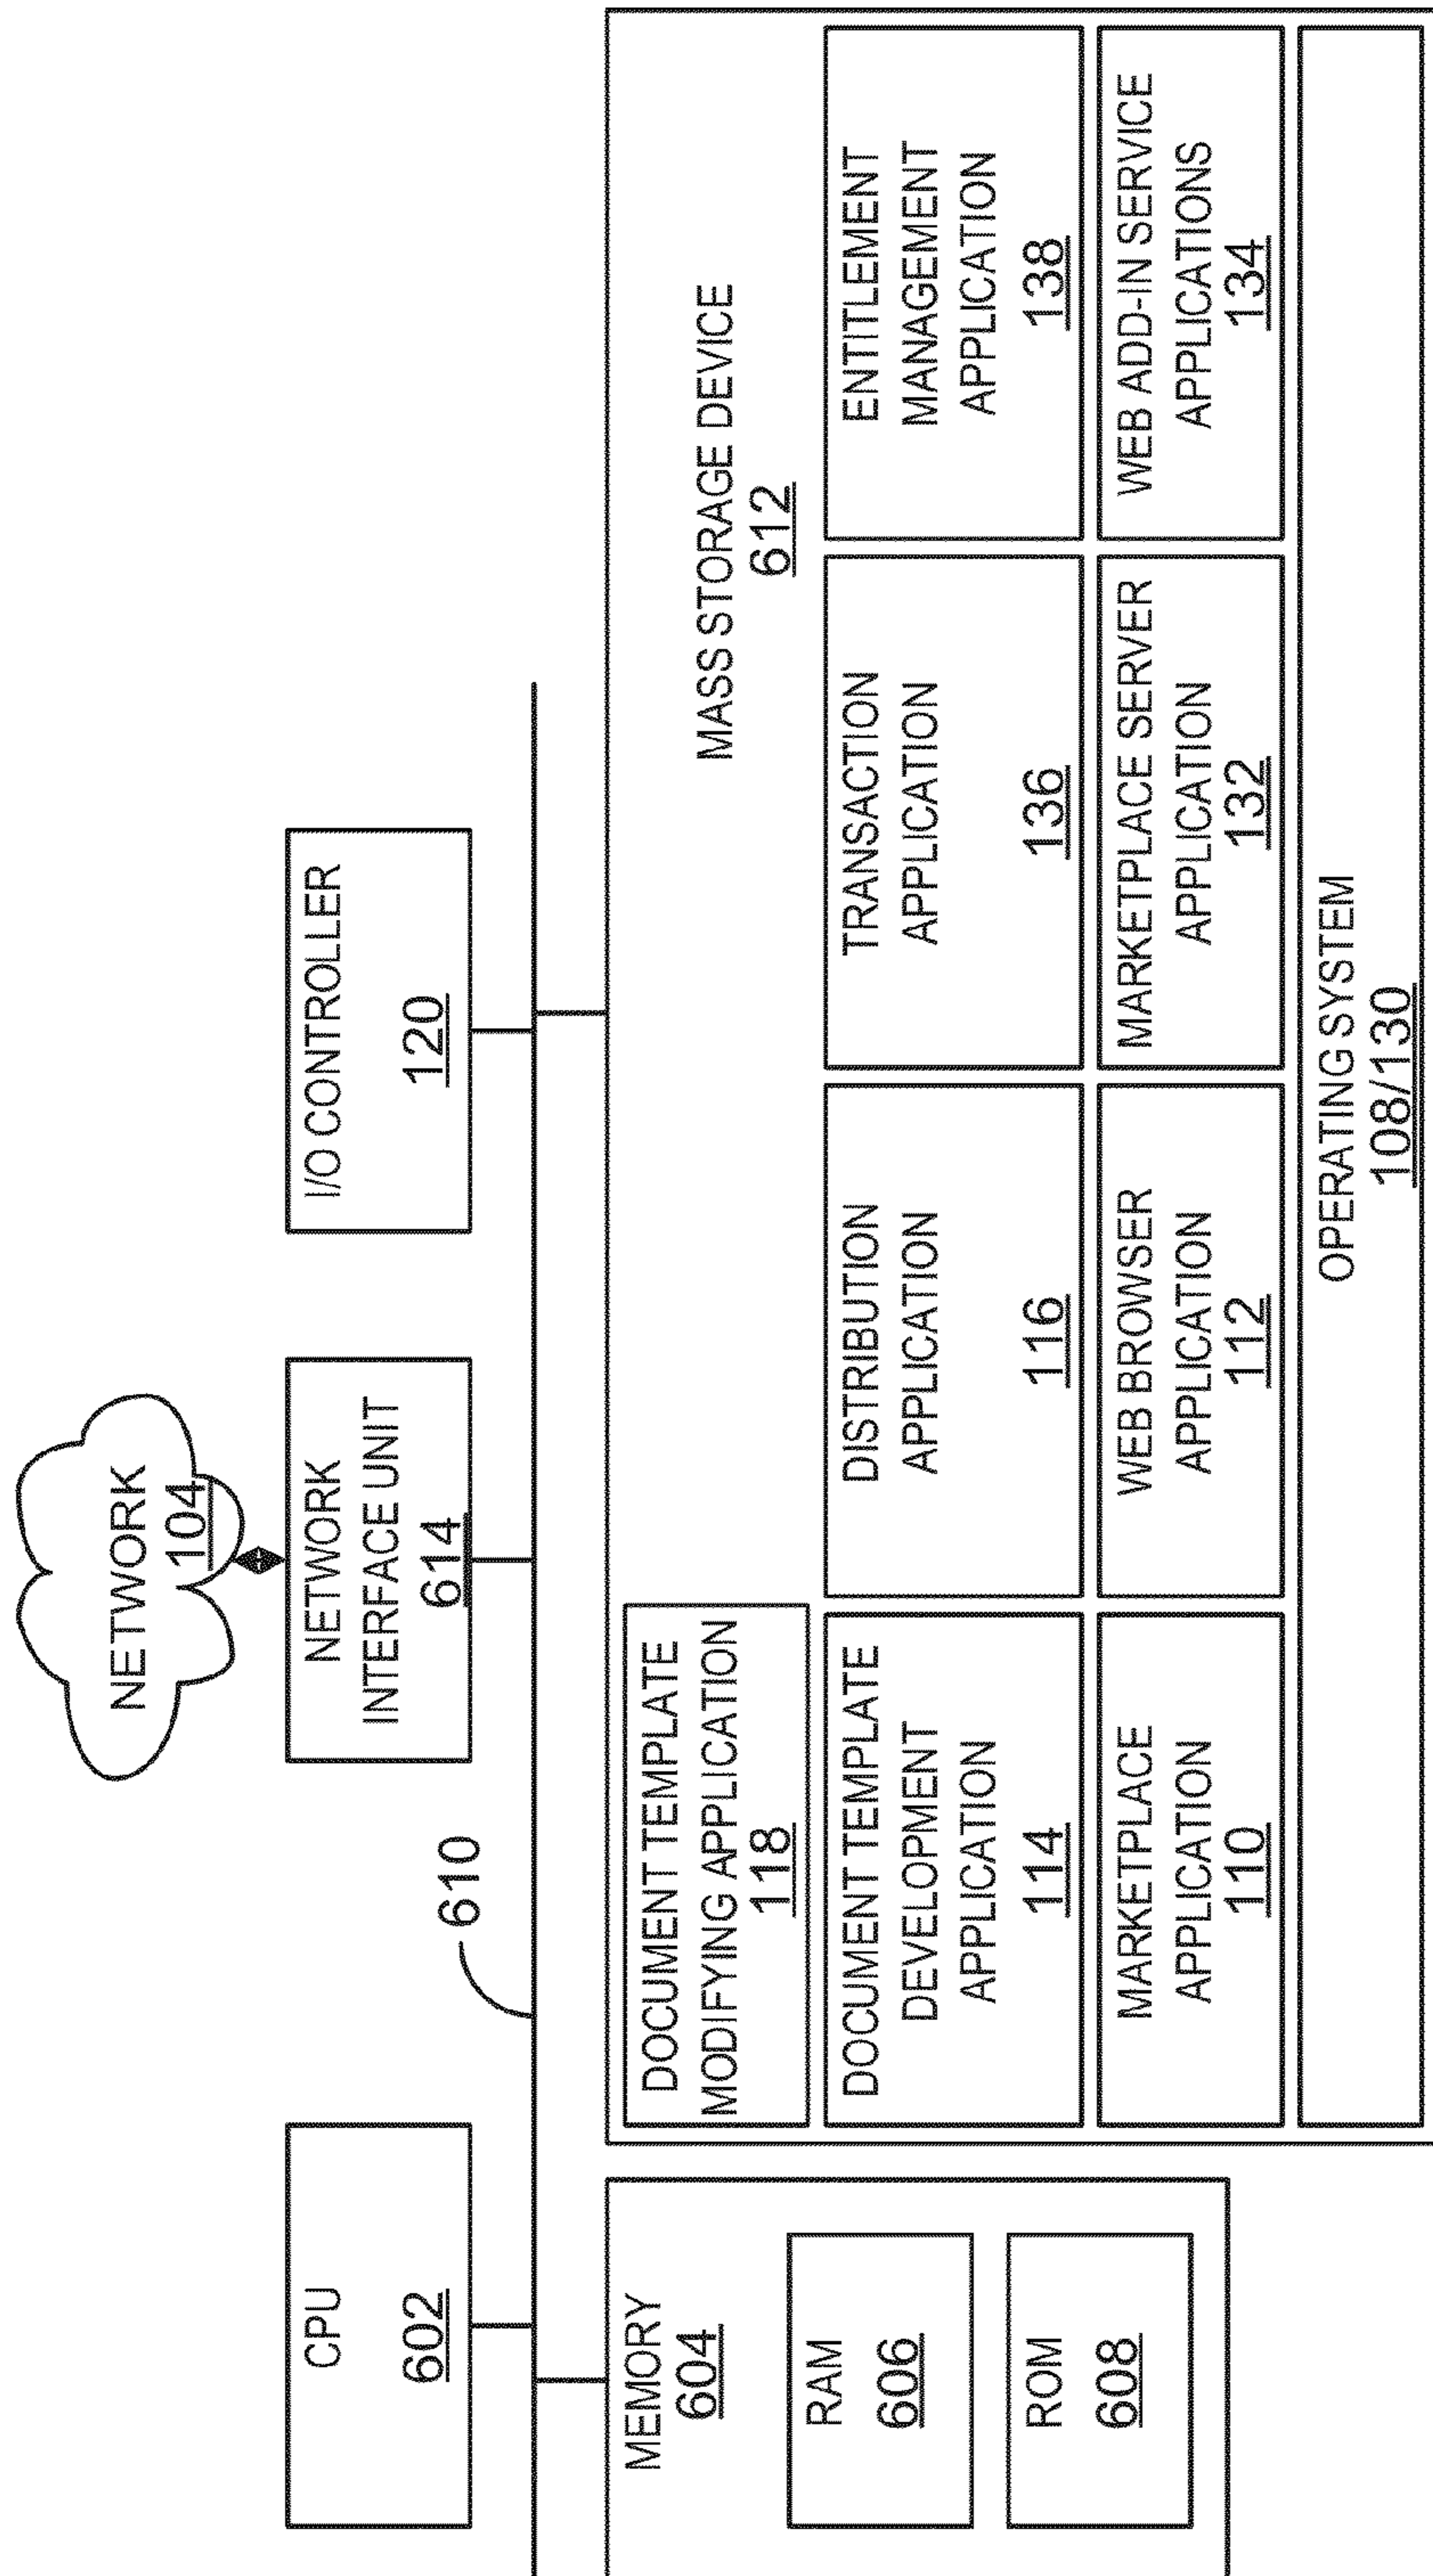 NETWORK
104
CPU
602
NETWORK
INTERFACE UNIT
614
I/O CONTROLLER
120
610
MEMORY
604
RAM
606
ROM
608
MASS STORAGE DEVICE
612
DOCUMENT TEMPLATE
MODIFYING APPLICATION
118
DOCUMENT TEMPLATE
DEVELOPMENT
APPLICATION
114
DISTRIBUTION
APPLICATION
116
TRANSACTION
APPLICATION
136
ENTITLEMENT
MANAGEMENT
APPLICATION
138
MARKETPLACE
APPLICATION
110
WEB BROWSER
APPLICATION
112
MARKETPLACE SERVER
APPLICATION
132
WEB ADD-IN SERVICE
APPLICATIONS
134
OPERATING SYSTEM
108/130